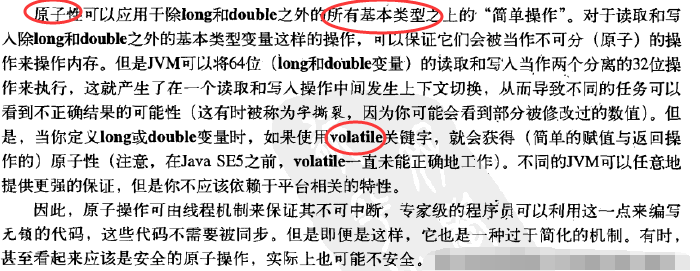 原子性可以应用于除long和double之外的所有基本类型之上的“简单操作”。对于读取和写
入除long和double之外的基本类型变量这样的操作，可以保证它们会被当作不可分（原子）的操
作来操作内存。但是JVM可以将64位（long和double变量）的读取和写入当作两个分离的32位操
作来执行，这就产生了在一个读取和写入操作中间发生上下文切换，从而导致不同的任务可以
看到不正确结果的可能性（这有时被称为字撕裂，因为你可能会看到部分被修改过的数值）。但
是，当你定义long或double变量时，如果使用volatile关键字，就会获得（简单的赋值与返回操
作的）原子性（注意，在Java SE5之前，volatile一直未能正确地工作）。不同的JVM可以任意地
提供更强的保证，但是你不应该依赖于平台相关的特性。
因此，原子操作可由线程机制来保证其不可中断，专家级的程序员可以利用这一点来编写
无锁的代码，这些代码不需要被同步。但是即便是这样，它也是一种过于简化的机制。有时，
甚至看起来应该是安全的原子操作，实际上也可能不安全。